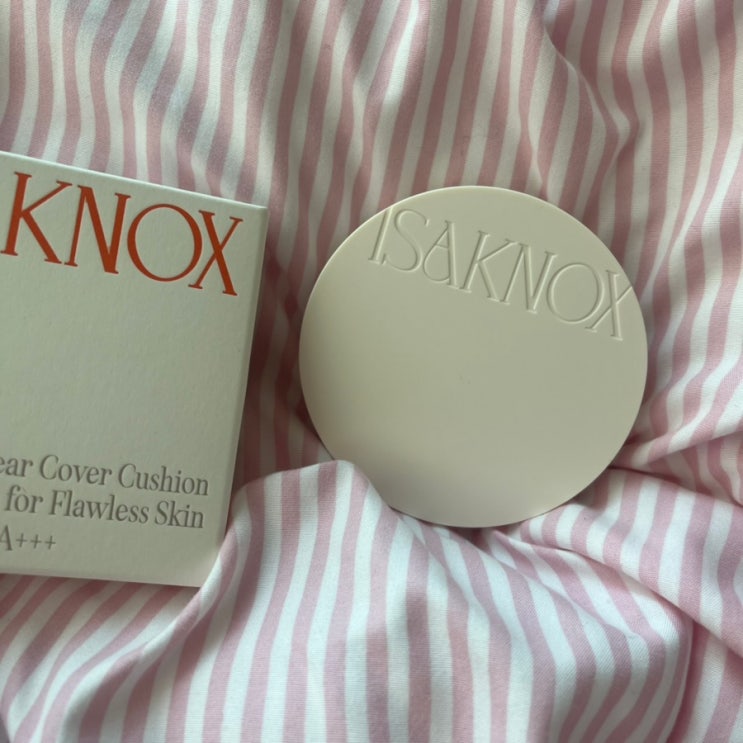 KNOX
ear Cover Cushion
for Flawless Skin
A+++
ISAKNOX